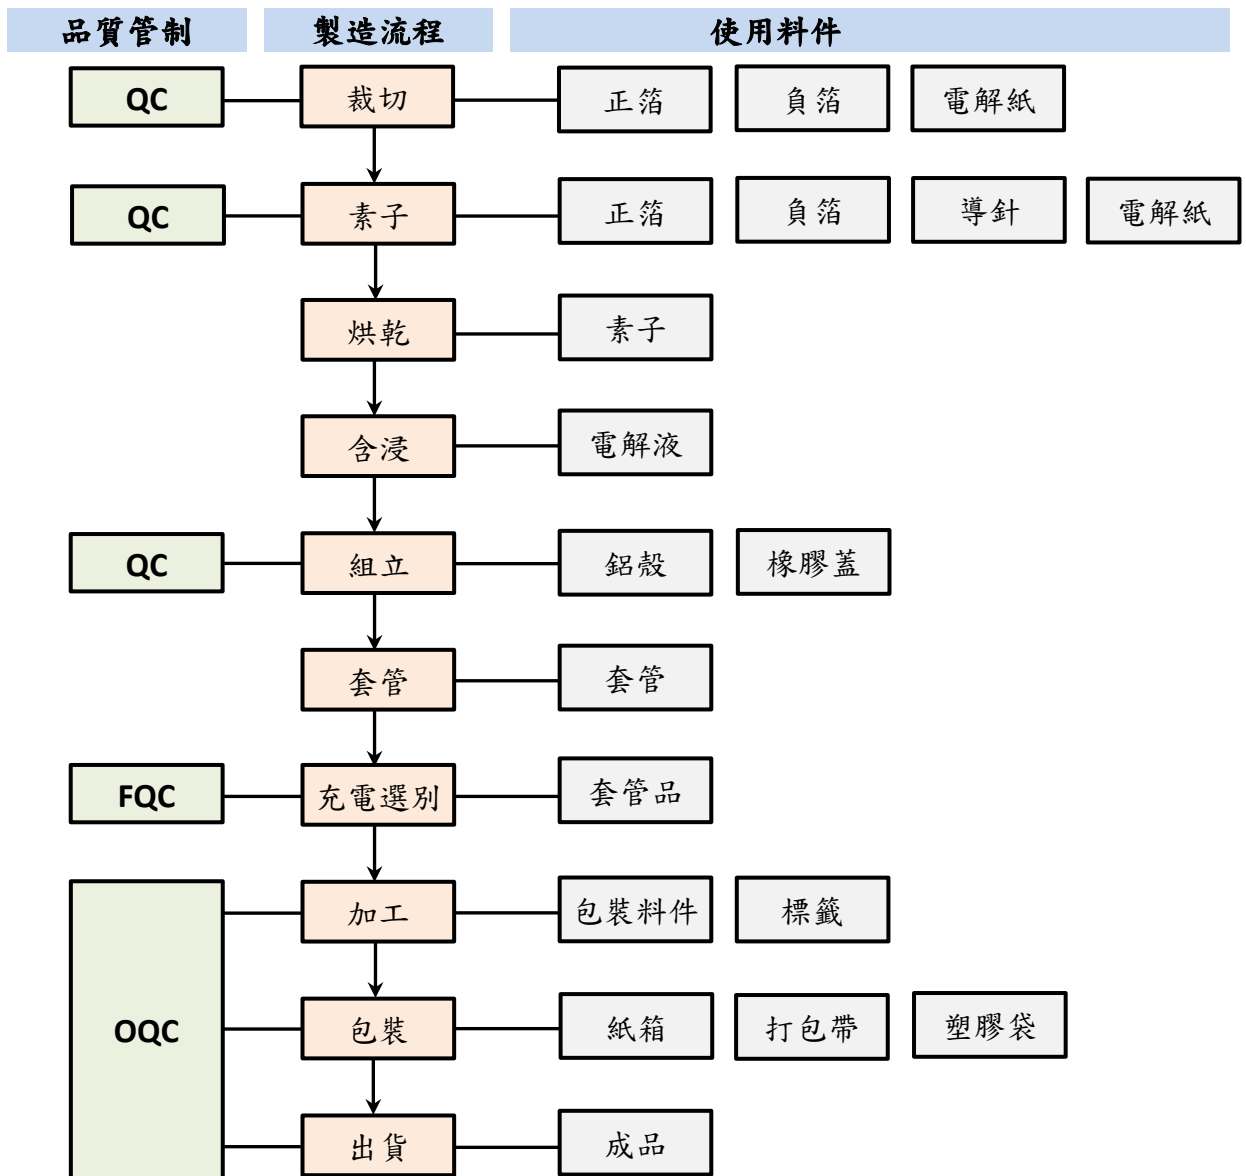 品質管制 製造流程 使用料件
QC 裁切 正箔 負箔 電解紙
QC 素子 正箔 負箔 導針 電解紙
烘乾 素子
含浸 電解液
QC 組立 鋁殼 橡膠蓋
套管 套管
FQC 充電選別 套管品
加工 包裝料件 標籤
OQC 包裝 紙箱 打包帶 塑膠袋
出貨 成品